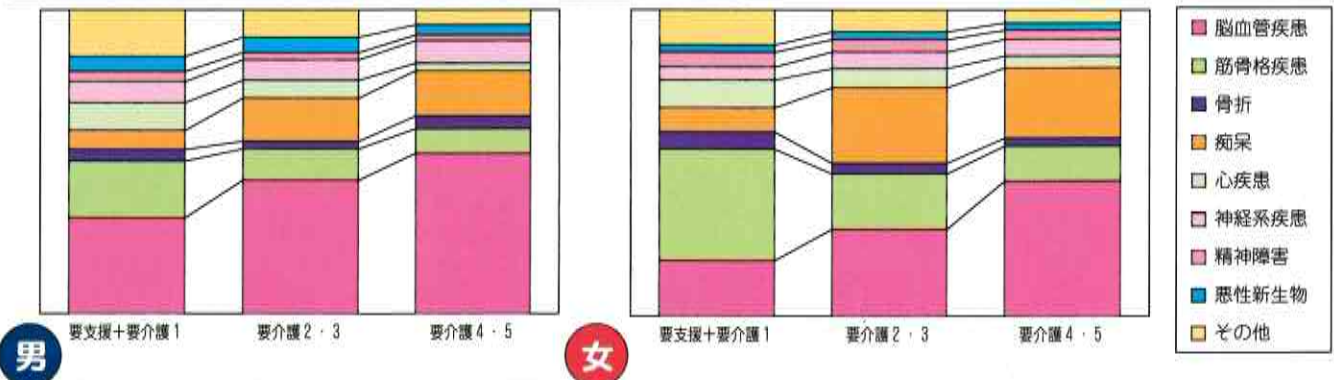 要支援+要介護1
要介護2・3
要介護4・5
男
要支援+要介護1
要介護2・3
要介護4・5
女
脳血管疾患
筋骨格疾患
骨折
痴呆
心疾患
神経系疾患
精神障害
悪性新生物
その他